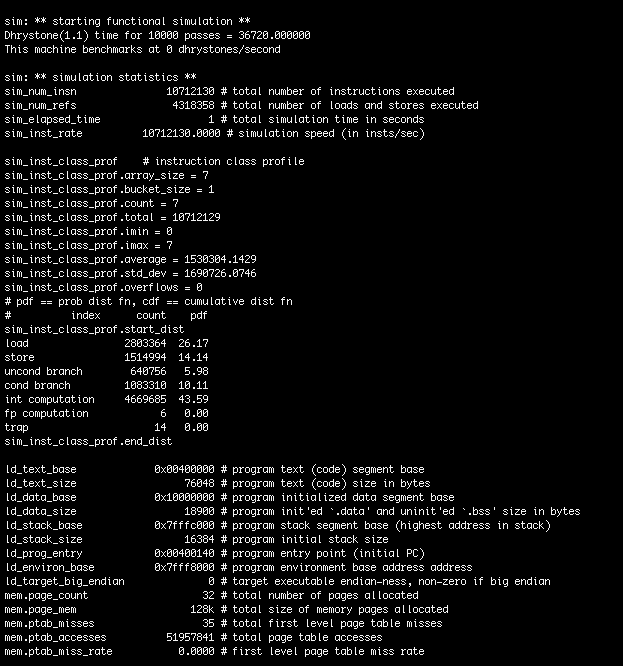 sim: ** starting functional simulation **
Dhrystone(1.1) time for 10000 passes = 36720.000000
This machine benchmarks at 0 dhrystones/second
sim: ** simulation statistics **
sim_num_insn 10712130 # total number of instructions executed
sim_num_refs 4318358 # total number of loads and stores executed
sim_elapsed_time 1 # total simulation time in seconds
sim_inst_rate 10712130.0000 # simulation speed (in insts/sec)
sim_inst_class_prof # instruction class profile
sim_inst_class_prof.array_size = 7
sim_inst_class_prof.bucket_size = 1
sim_inst_class_prof.count = 7
sim_inst_class_prof.total = 10712129
sim_inst_class_prof.imin = 0
sim_inst_class_prof.imax = 7
sim_inst_class_prof.average = 1530304.1429
sim_inst_class_prof.std_dev = 1690726.0746
sim_inst_class_prof.overflows = 0
# pdf == prob dist fn, cdf == cumulative dist fn
# index count pdf
sim_inst_class_prof.start_dist
load 2803364 26.17
store 1514994 14.14
uncond branch 640756 5.98
cond branch 1083310 10.11
int computation 4669685 43.59
fp computation 6 0.00
trap 14 0.00
sim_inst_class_prof.end_dist
ld_text_base 0x00400000 # program text (code) segment base
ld_text_size 76048 # program text (code) size in bytes
ld_data_base 0x10000000 # program initialized data segment base
ld_data_size 18900 # program init'ed `.data' and uninit'ed `.bss' size in bytes
ld_stack_base 0x7fffc000 # program stack segment base (highest address in stack)
ld_stack_size 16384 # program initial stack size
ld_prog_entry 0x00400140 # program entry point (initial PC)
ld_environ_base 0x7fff8000 # program environment base address address
ld_target_big_endian 0 # target executable endian-ness, non-zero if big endian
mem.page_count 32 # total number of pages allocated
mem.page_mem 128k # total size of memory pages allocated
mem.ptab_misses 35 # total first level page table misses
mem.ptab_accesses 51957841 # total page table accesses
mem.ptab_miss_rate 0.0000 # first level page table miss rate